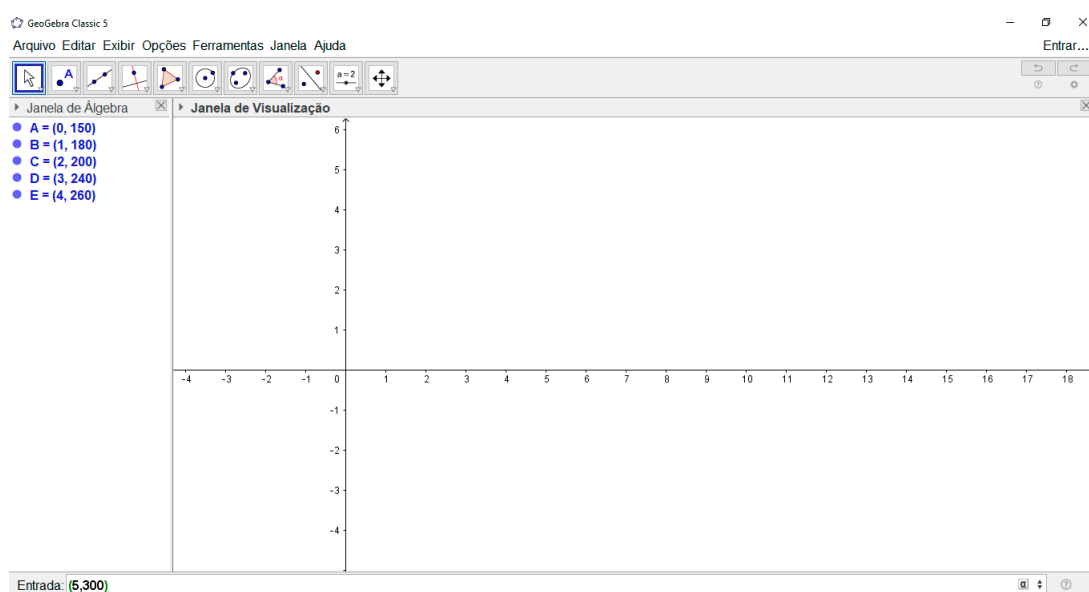 GeoGebra Classic 5
Arquivo Editar Exibir Opções Ferramentas Janela Ajuda
Entrar...
A
a=2
Janela de Álgebra
Janela de Visualização
A = (0, 150)
B = (1, 180)
C = (2, 200)
D = (3, 240)
E = (4, 260)
6
5
4
3
2
1
-4 -3 -2 -1 0 1 2 3 4 5 6 7 8 9 10 11 12 13 14 15 16 17 18
-1
-2
-3
-4
Entrada: (5,300)
α